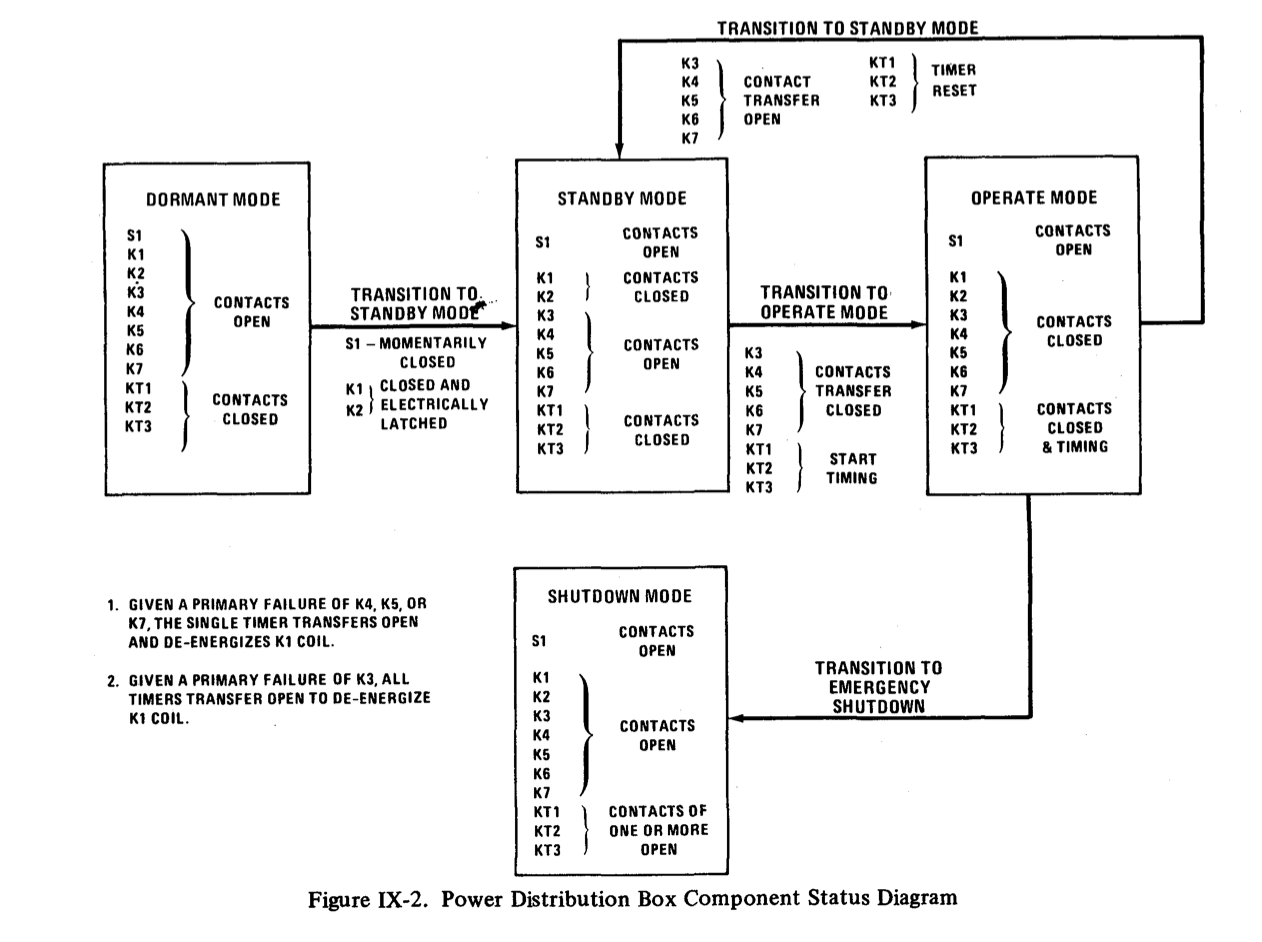 TRANSITION TO STANDBY MODE
K3
K4
K5
K6
K7
CONTACT
TRANSFER
OPEN
KT1
KT2
KT3
TIMER
RESET
DORMANT MODE
S1
K1
K2
K3
K4
K5
K6
K7
CONTACTS
OPEN
KT1
KT2
KT3
CONTACTS
CLOSED
TRANSITION TO
STANDBY MODE
S1 – MOMENTARILY
CLOSED
K1
K2
CLOSED AND
ELECTRICALLY
LATCHED
STANDBY MODE
S1
CONTACTS
OPEN
K1
K2
CONTACTS
CLOSED
K3
K4
K5
K6
K7
CONTACTS
OPEN
KT1
KT2
KT3
CONTACTS
CLOSED
TRANSITION TO
OPERATE MODE
K3
K4
K5
K6
K7
CONTACTS
TRANSFER
CLOSED
KT1
KT2
KT3
START
TIMING
OPERATE MODE
S1
CONTACTS
OPEN
K1
K2
K3
K4
K5
K6
K7
CONTACTS
CLOSED
KT1
KT2
KT3
CONTACTS
CLOSED
& TIMING
1. GIVEN A PRIMARY FAILURE OF K4, K5, OR
K7, THE SINGLE TIMER TRANSFERS OPEN
AND DE-ENERGIZES K1 COIL.
2. GIVEN A PRIMARY FAILURE OF K3, ALL
TIMERS TRANSFER OPEN TO DE-ENERGIZE
K1 COIL.
SHUTDOWN MODE
S1
CONTACTS
OPEN
K1
K2
K3
K4
K5
K6
K7
CONTACTS
OPEN
KT1
KT2
KT3
CONTACTS OF
ONE OR MORE
OPEN
TRANSITION TO
EMERGENCY
SHUTDOWN
Figure IX-2. Power Distribution Box Component Status Diagram